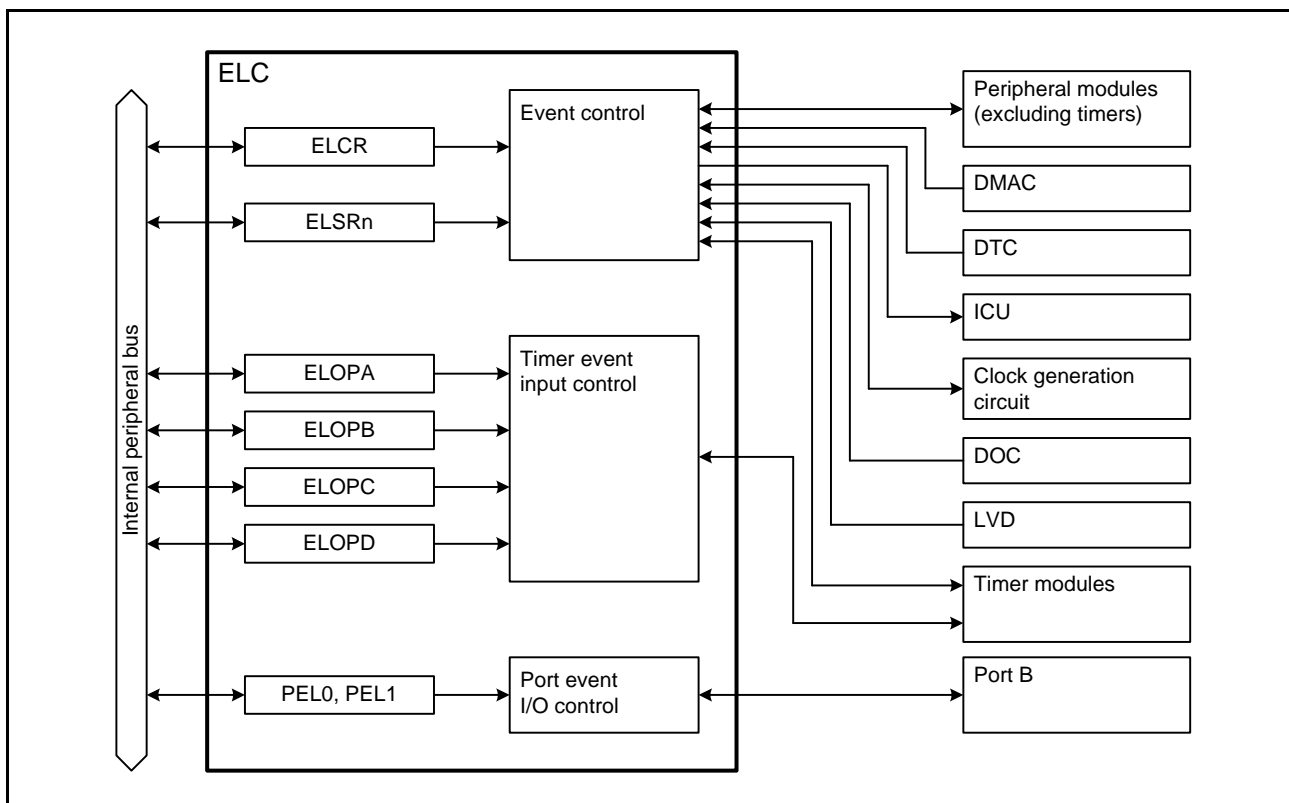 ELC
Internal peripheral bus
ELCR
ELSRn
ELOPA
ELOPB
ELOPC
ELOPD
PEL0, PEL1
Event control
Timer event
input control
Port event
I/O control
Peripheral modules
(excluding timers)
DMAC
DTC
ICU
Clock generation
circuit
DOC
LVD
Timer modules
Port B